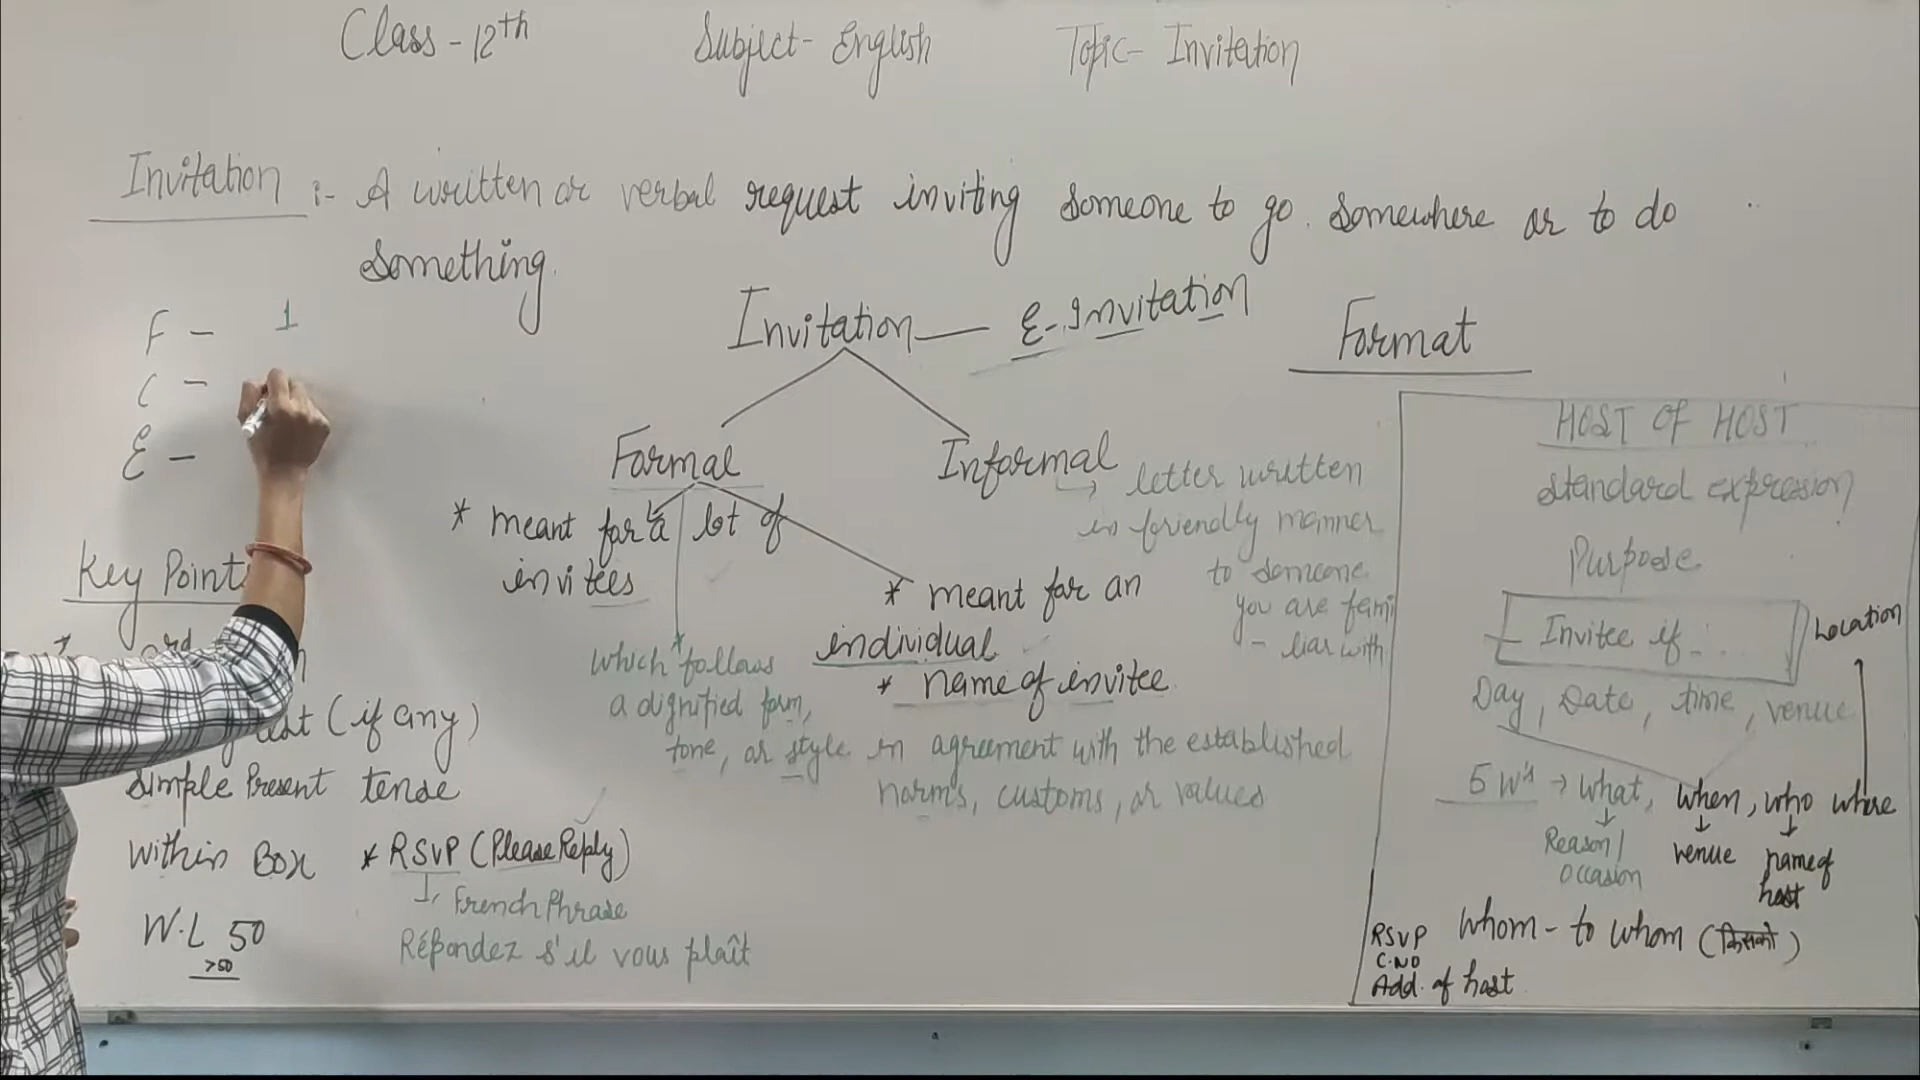 Class - 12th Subject - English Topic - Invitation
Invitation :- A written or verbal request inviting someone to go somewhere or to do
something.
F - 1
C -
E -
Invitation — E-Invitation
Formal
* meant for a lot of
invitees
* meant for an
individual
* name of invitee
which follows
a dignified form,
tone, or style in agreement with the established
norms, customs, or values
Informal
→ letter written
in friendly manner
to someone
you are fami
- liar with
Key Point
(if any)
Simple Present tense
Within Box * RSVP (Please Reply)
French Phrase
Répondez s'il vous plaît
W.L 50
>50
Format
HOST OF HOST
Standard expression
Purpose
Invitee if ...
Location
Day, Date, time, venue
5 W's → what, when, who where
Reason/
Occasion
venue
name of
host
Whom - to whom (किसको)
RSVP
C.NO
Add. of host